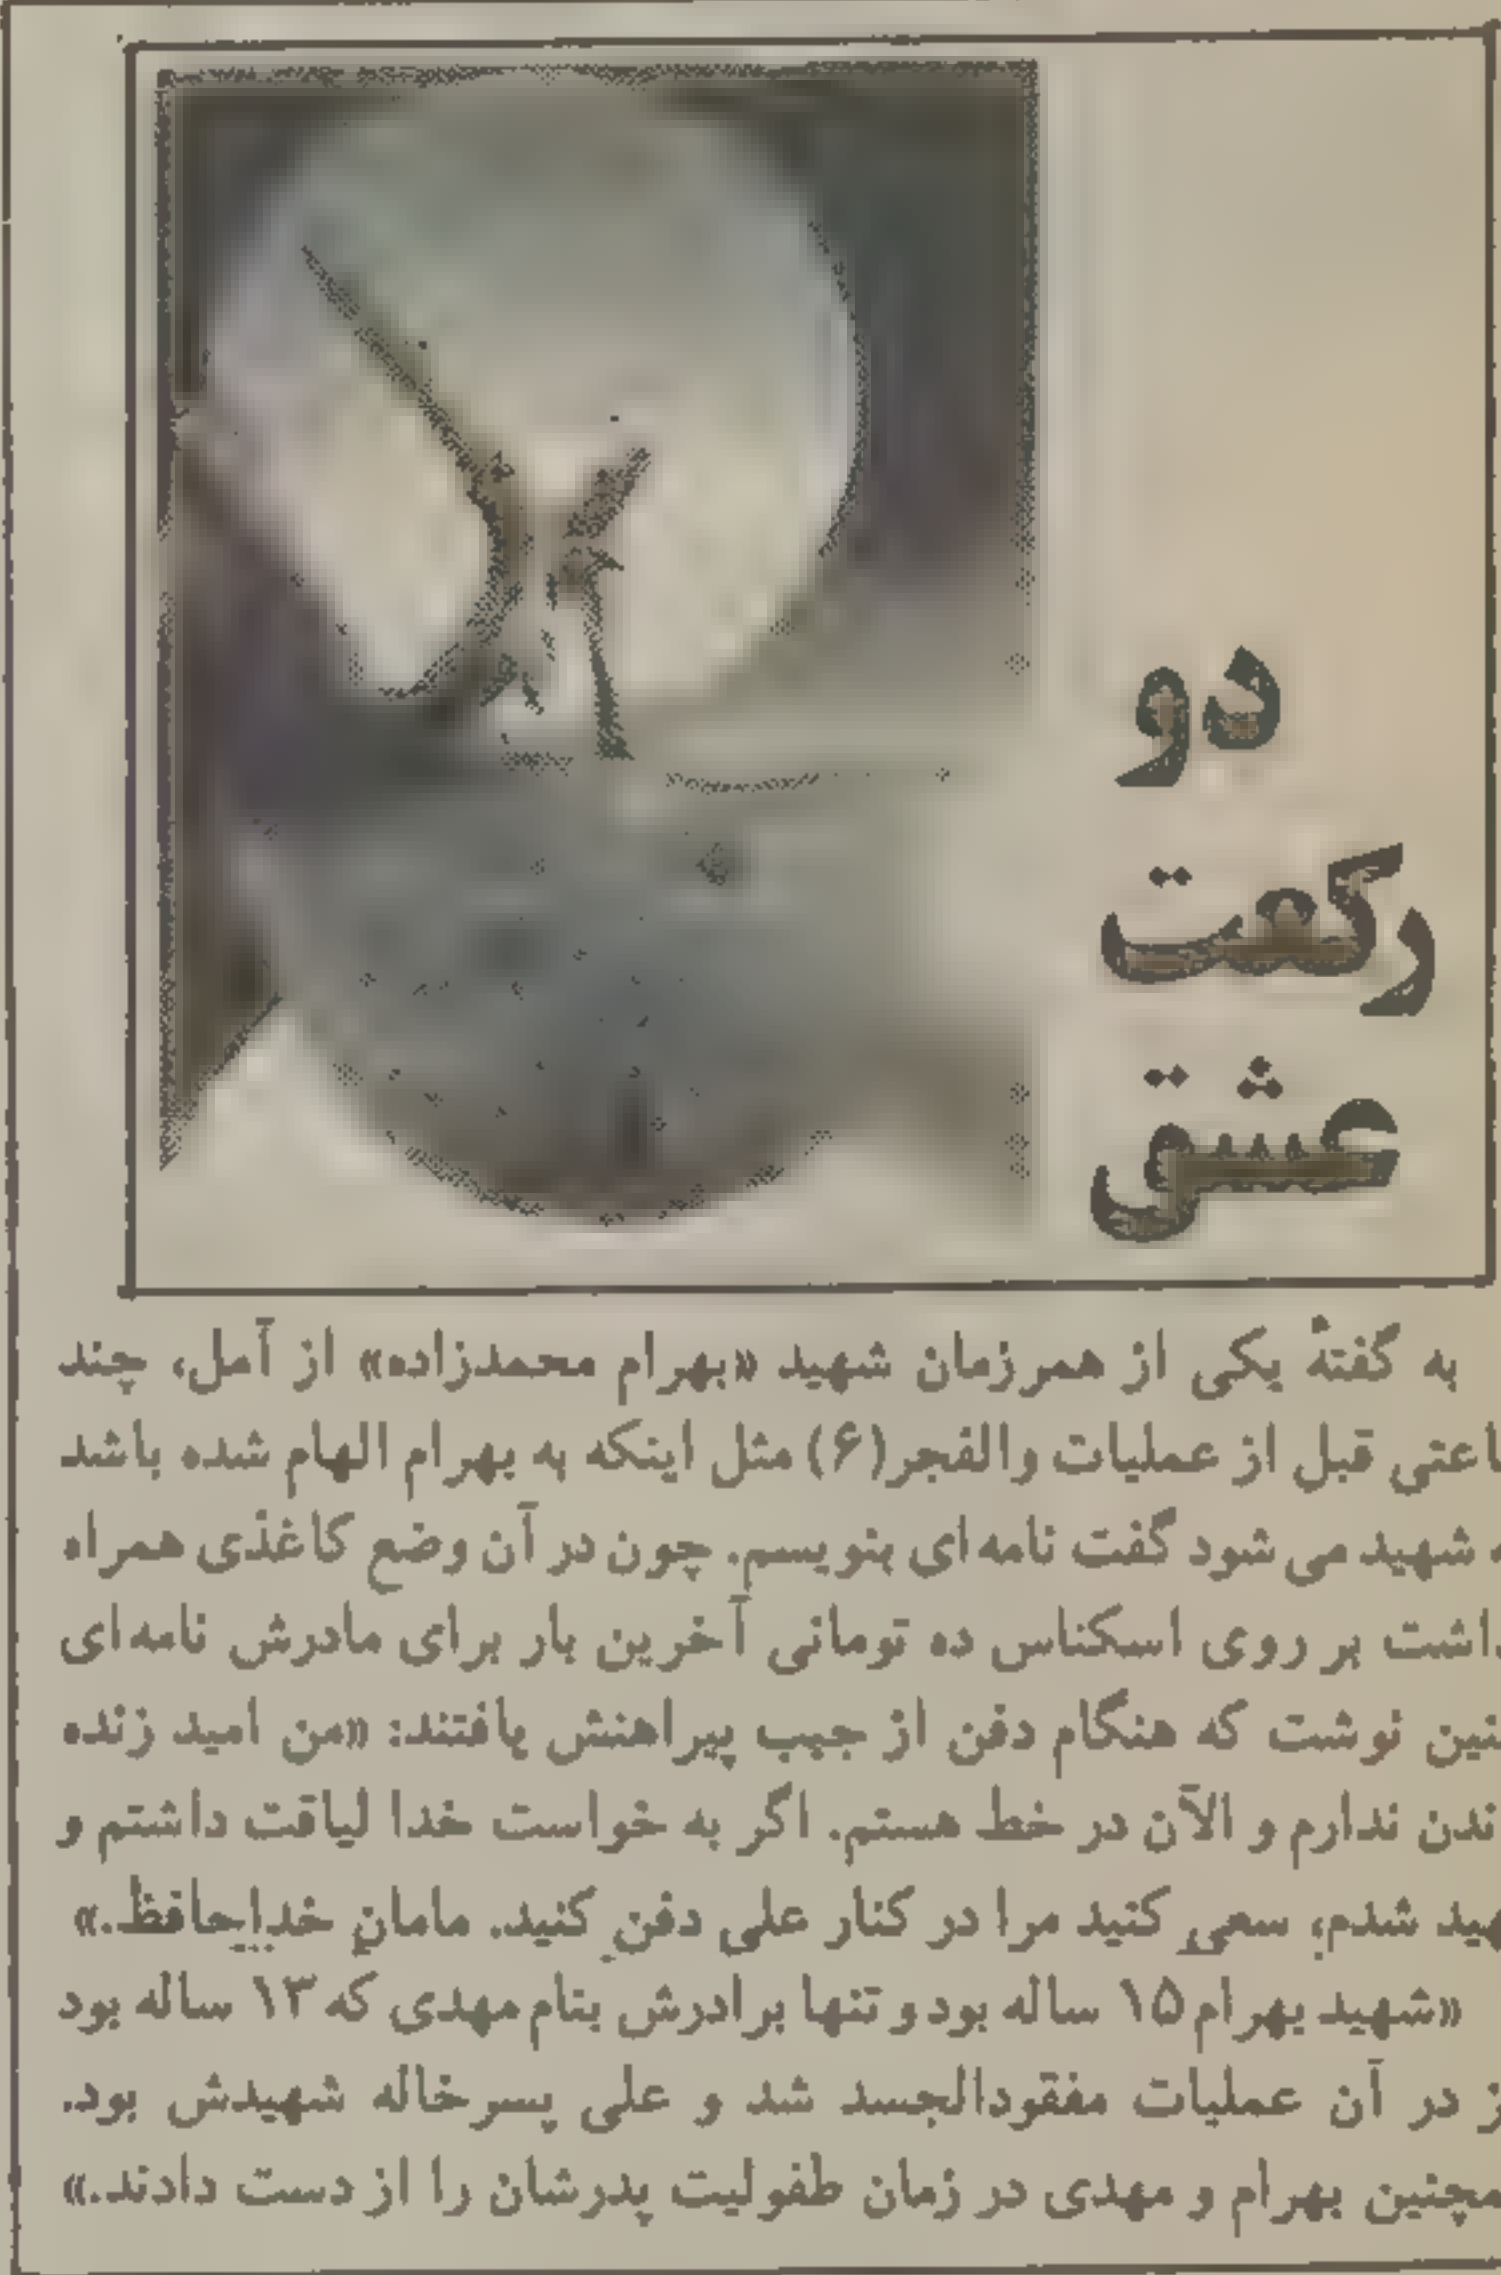 دو
رکعت
عشق
به گفتهٔ یکی از همرزمان شهید «بهرام محمدزاده» از آمل، چند
اعتی قبل از عملیات والفجر(۶) مثل اینکه به بهرام الهام شده باشد
ه شهید می شود گفت نامه ای بنویسم. چون در آن وضع کاغذی همراه
داشت بر روی اسکناس ده تومانی آخرین بار برای مادرش نامه ای
نین نوشت که هنگام دفن از جیب پیراهنش یافتند: «من امید زنده
اندن ندارم و الآن در خط هستم. اگر به خواست خدا لیاقت داشتم و
هید شدم، سعی کنید مرا در کنار علی دفن کنید. مامان خداحافظ.»
«شهید بهرام ۱۵ ساله بود و تنها برادرش بنام مهدی که ۱۳ ساله بود
ز در آن عملیات مفقودالجسد شد و علی پسرخاله شهیدش بود.
مچنین بهرام و مهدی در زمان طفولیت پدرشان را از دست دادند.»